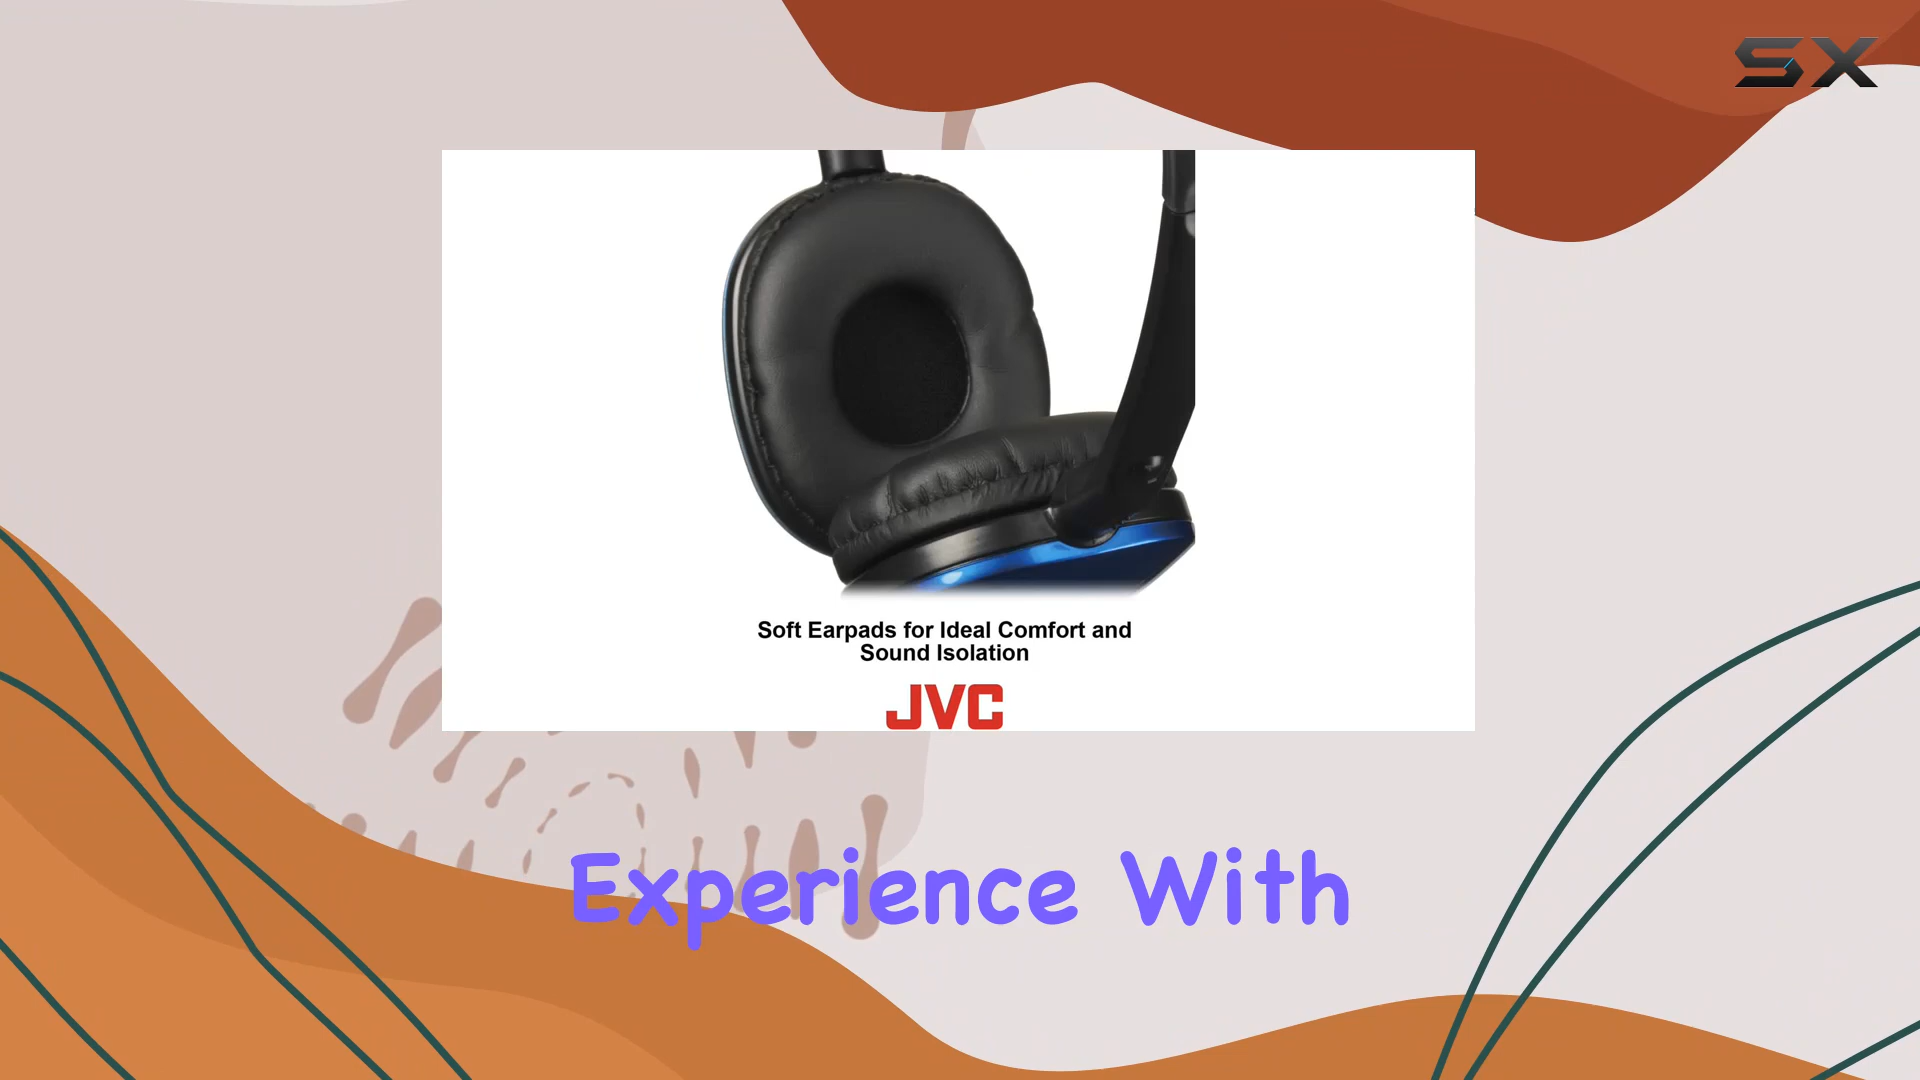 SX
Soft Earpads for Ideal Comfort and
Sound Isolation
JVC
Experience With